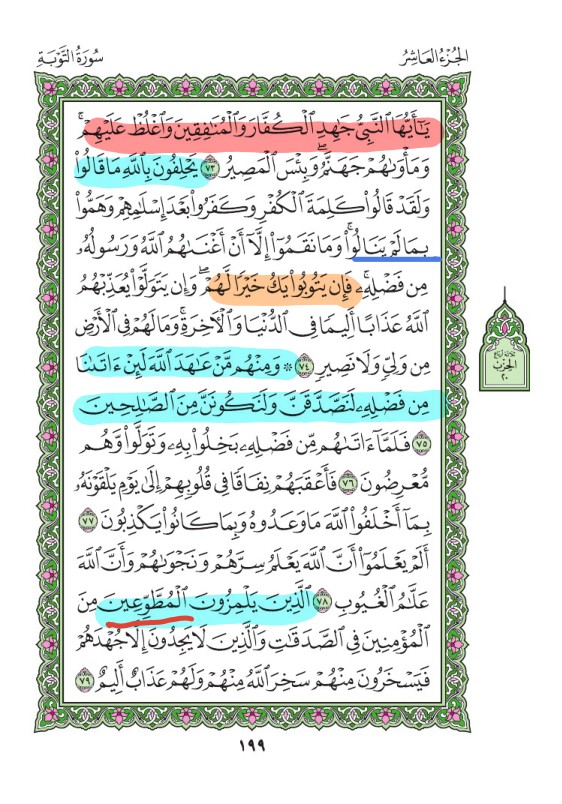 سُورَةُ التَّوْبَةِ
الجُزْءُ العَاشِرُ
يَـٰٓأَيُّهَا ٱلنَّبِيُّ جَـٰهِدِ ٱلْكُفَّارَ وَٱلْمُنَـٰفِقِينَ وَٱغْلُظْ عَلَيْهِمْ ۚ
وَمَأْوَىٰهُمْ جَهَنَّمُ ۖ وَبِئْسَ ٱلْمَصِيرُ ٧٣ يَحْلِفُونَ بِٱللَّهِ مَا قَالُوا۟
وَلَقَدْ قَالُوا۟ كَلِمَةَ ٱلْكُفْرِ وَكَفَرُوا۟ بَعْدَ إِسْلَـٰمِهِمْ وَهَمُّوا۟
بِمَا لَمْ يَنَالُوا۟ ۚ وَمَا نَقَمُوٓا۟ إِلَّآ أَنْ أَغْنَىٰهُمُ ٱللَّهُ وَرَسُولُهُۥ
مِن فَضْلِهِۦ ۚ فَإِن يَتُوبُوا۟ يَكُ خَيْرًا لَّهُمْ ۖ وَإِن يَتَوَلَّوْا۟ يُعَذِّبْهُمُ
ٱللَّهُ عَذَابًا أَلِيمًا فِى ٱلدُّنْيَا وَٱلْـَٔاخِرَةِ ۚ وَمَا لَهُمْ فِى ٱلْأَرْضِ
مِن وَلِىٍّ وَلَا نَصِيرٍ ٧٤ ۞ وَمِنْهُم مَّنْ عَـٰهَدَ ٱللَّهَ لَئِنْ ءَاتَىٰنَا
مِن فَضْلِهِۦ لَنَصَّدَّقَنَّ وَلَنَكُونَنَّ مِنَ ٱلصَّـٰلِحِينَ
٧٥ فَلَمَّآ ءَاتَىٰهُم مِّن فَضْلِهِۦ بَخِلُوا۟ بِهِۦ وَتَوَلَّوا۟ وَّهُم
مُّعْرِضُونَ ٧٦ فَأَعْقَبَهُمْ نِفَاقًا فِى قُلُوبِهِمْ إِلَىٰ يَوْمِ يَلْقَوْنَهُۥ
بِمَآ أَخْلَفُوا۟ ٱللَّهَ مَا وَعَدُوهُ وَبِمَا كَانُوا۟ يَكْذِبُونَ ٧٧
أَلَمْ يَعْلَمُوٓا۟ أَنَّ ٱللَّهَ يَعْلَمُ سِرَّهُمْ وَنَجْوَىٰهُمْ وَأَنَّ ٱللَّهَ
عَلَّـٰمُ ٱلْغُيُوبِ ٧٨ ٱلَّذِينَ يَلْمِزُونَ ٱلْمُطَّوِّعِينَ مِنَ
ٱلْمُؤْمِنِينَ فِى ٱلصَّدَقَـٰتِ وَٱلَّذِينَ لَا يَجِدُونَ إِلَّا جُهْدَهُمْ
فَيَسْخَرُونَ مِنْهُمْ ۙ سَخِرَ ٱللَّهُ مِنْهُمْ وَلَهُمْ عَذَابٌ أَلِيمٌ ٧٩
ثلاثة أرباع
الحزب
٢٠
١٩٩